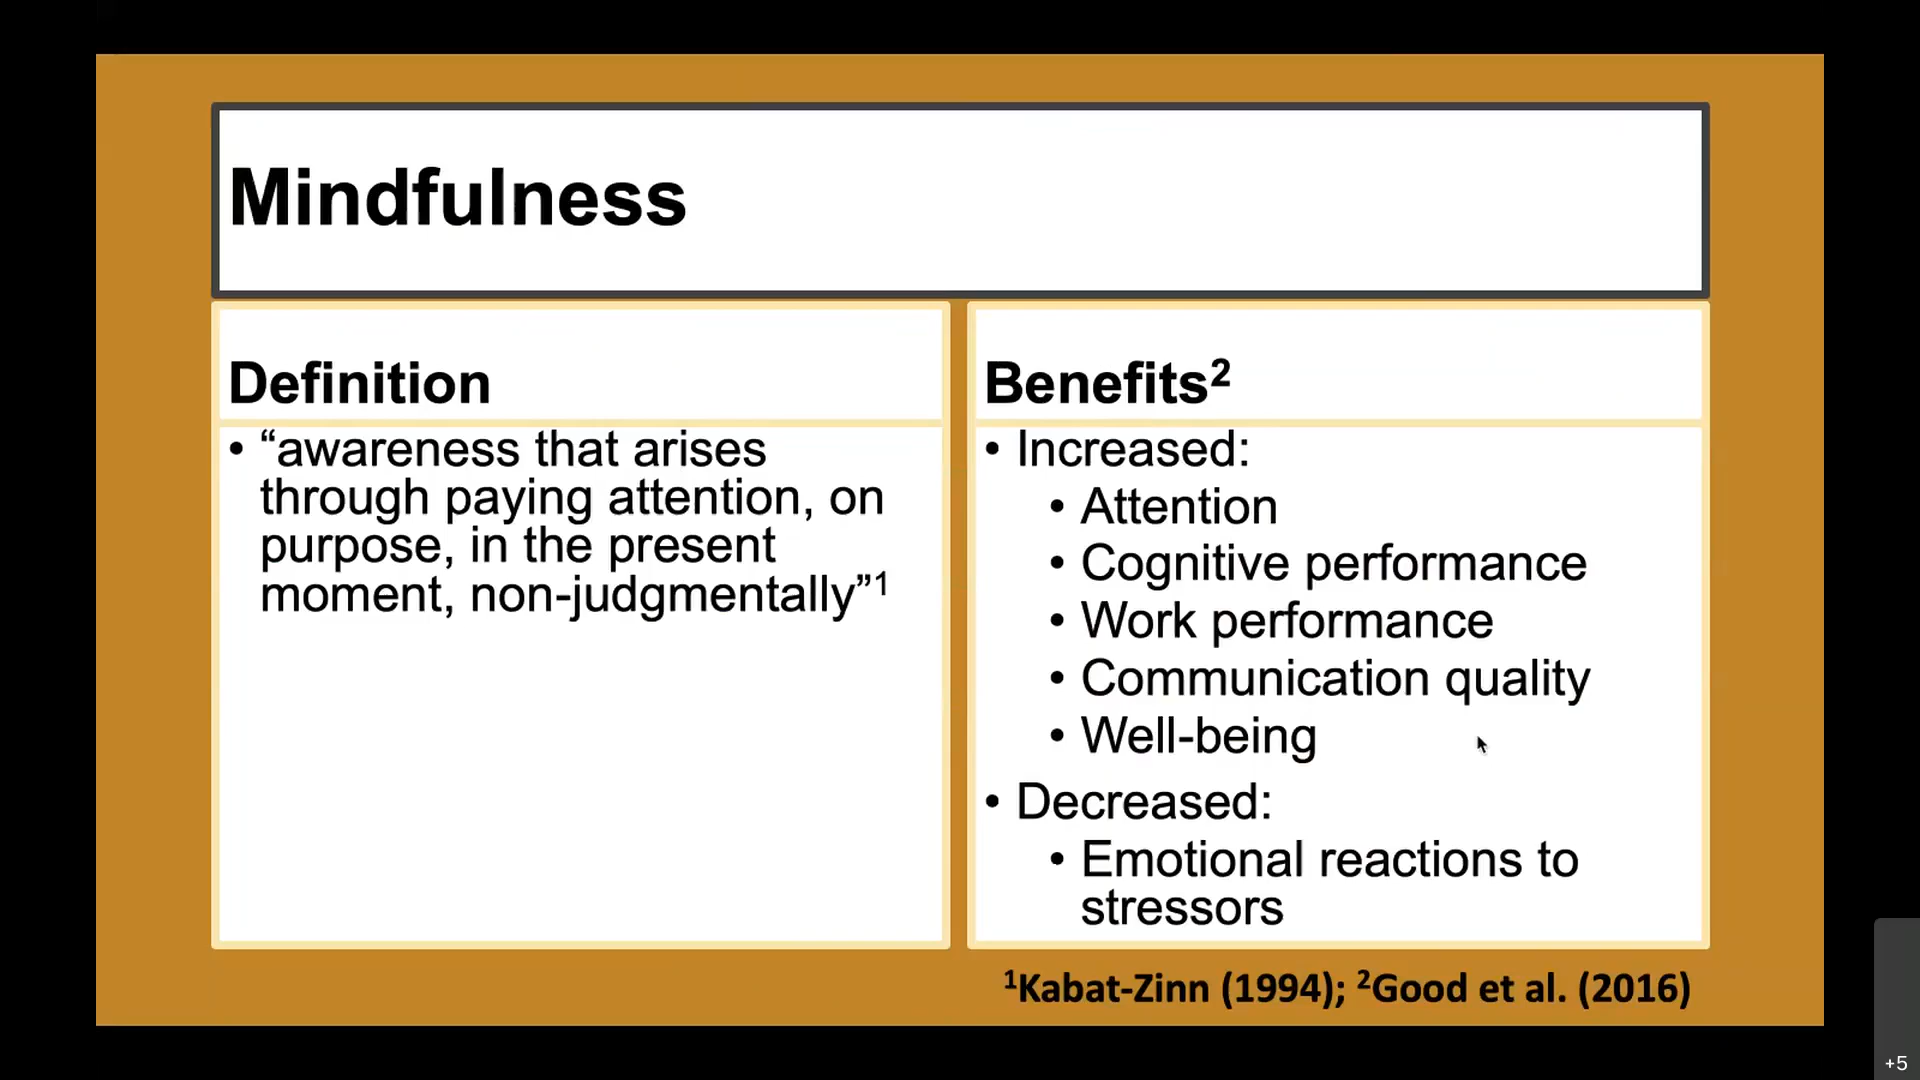 Mindfulness
Definition
• “awareness that arises
through paying attention, on
purpose, in the present
moment, non-judgmentally”¹
Benefits²
• Increased:
• Attention
• Cognitive performance
• Work performance
• Communication quality
• Well-being
• Decreased:
• Emotional reactions to
stressors
¹Kabat-Zinn (1994); ²Good et al. (2016)
+5